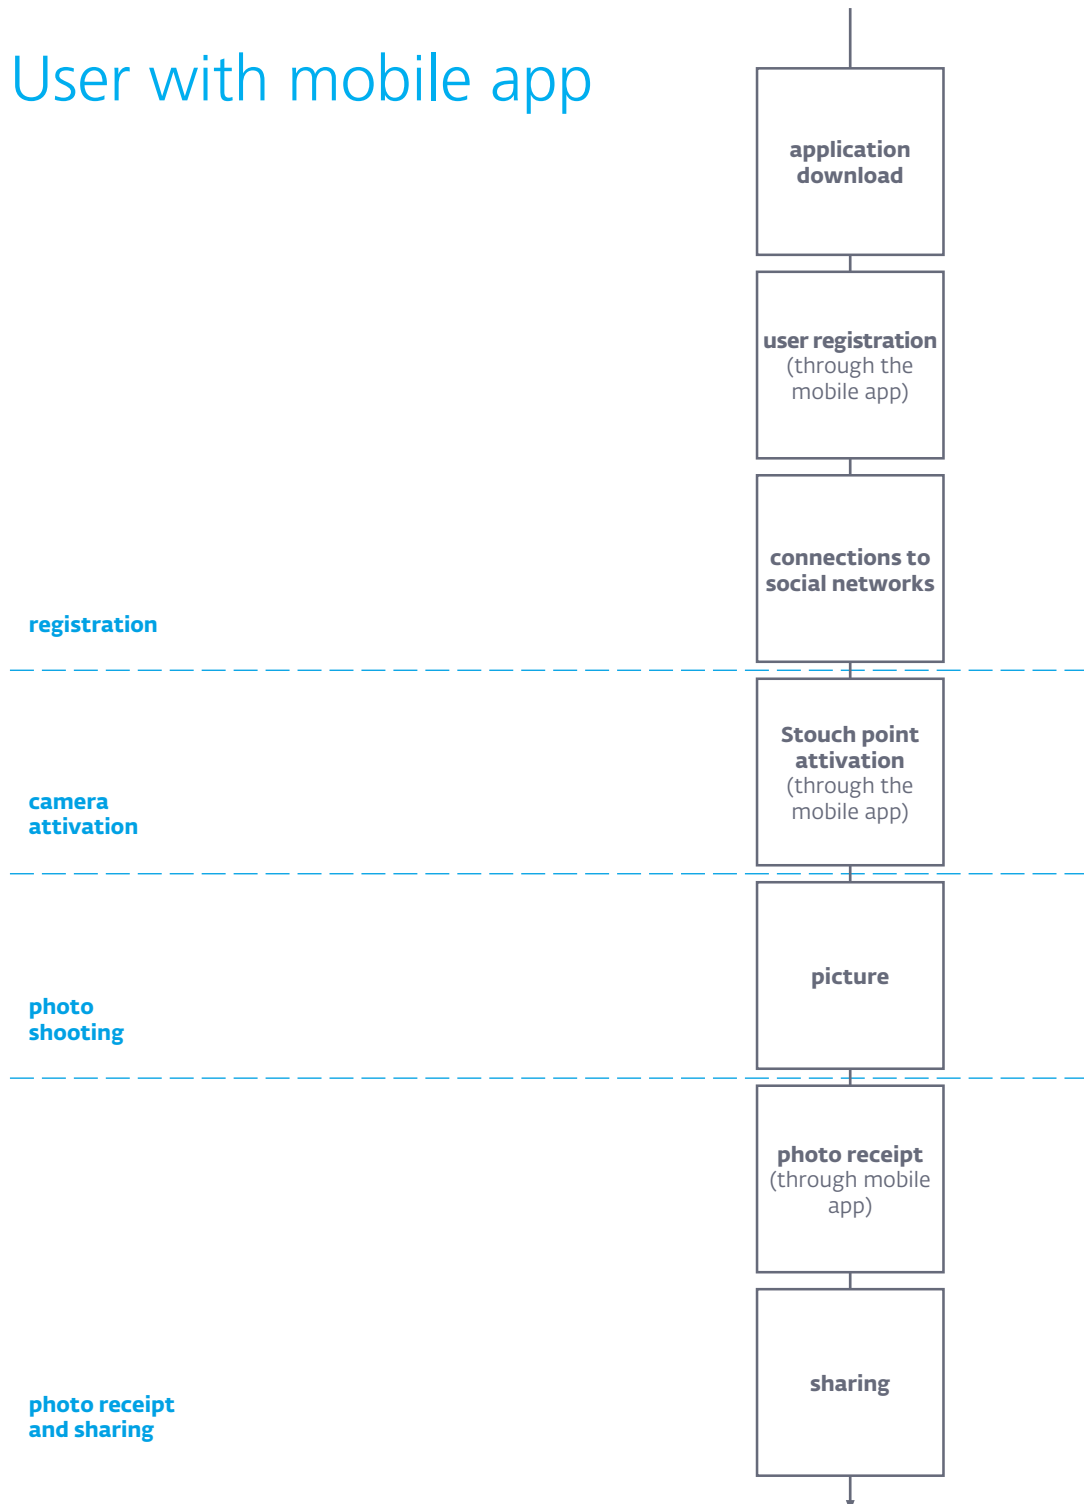 User with mobile app
application
download
user registration
(through the
mobile app)
connections to
social networks
registration
Stouch point
attivation
(through the
mobile app)
camera
attivation
picture
photo
shooting
photo receipt
(through mobile
app)
sharing
photo receipt
and sharing